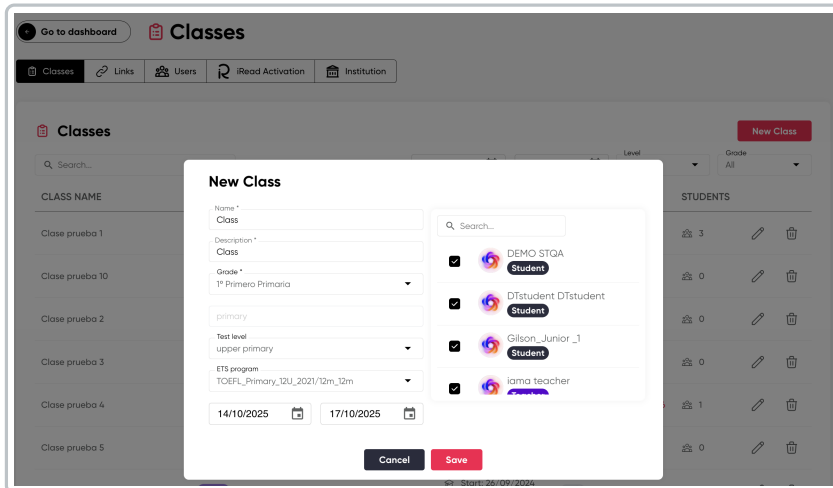 Go to dashboard
Classes
Classes
Links
Users
iRead Activation
Institution
Classes
New Class
Search...
Level
Grade
All
CLASS NAME
STUDENTS
Clase prueba 1
3
Clase prueba 10
0
Clase prueba 2
0
Clase prueba 3
0
Clase prueba 4
1
Clase prueba 5
0
New Class
Name *
Class
Description *
Class
Grade *
1º Primero Primaria
primary
Test level
upper primary
ETS program
TOEFL_Primary_12U_2021/12m_12m
14/10/2025
17/10/2025
Search...
DEMO STQA
Student
DTstudent DTstudent
Student
Gilson_Junior _1
Student
iama teacher
Teacher
Cancel
Save
Start: 26/09/2024